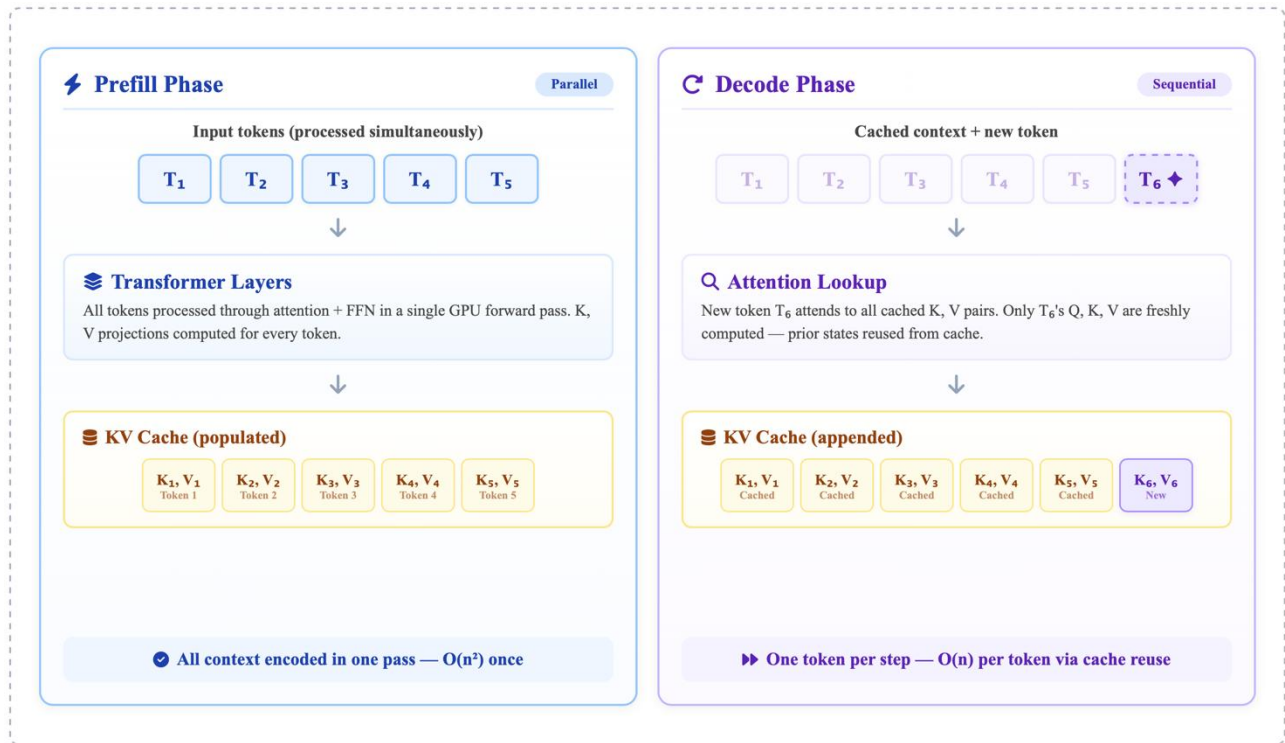 Prefill Phase
Parallel
Input tokens (processed simultaneously)
T₁ T₂ T₃ T₄ T₅
Transformer Layers
All tokens processed through attention + FFN in a single GPU forward pass. K,
V projections computed for every token.
KV Cache (populated)
K₁, V₁ K₂, V₂ K₃, V₃ K₄, V₄ K₅, V₅
Token 1 Token 2 Token 3 Token 4 Token 5
All context encoded in one pass — O(n²) once
Decode Phase
Sequential
Cached context + new token
T₁ T₂ T₃ T₄ T₅ T₆ ✦
Attention Lookup
New token T₆ attends to all cached K, V pairs. Only T₆'s Q, K, V are freshly
computed — prior states reused from cache.
KV Cache (appended)
K₁, V₁ K₂, V₂ K₃, V₃ K₄, V₄ K₅, V₅ K₆, V₆
Cached Cached Cached Cached Cached New
One token per step — O(n) per token via cache reuse